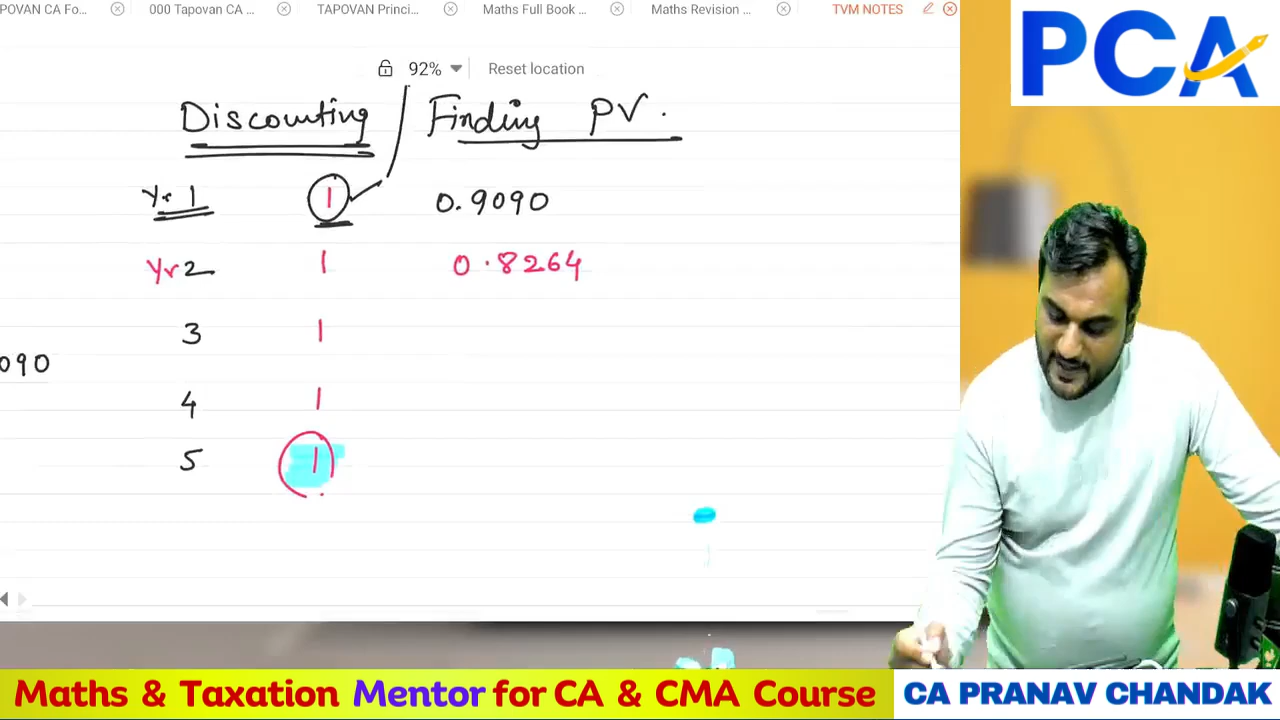 POVAN CA Fo... 000 Tapovan CA ... TAPOVAN Princi... Maths Full Book ... Maths Revision ... TVM NOTES
PCA
92% Reset location
Discounting Finding PV.
Yr 1 1 0.9090
Yr 2 1 0.8264
3 1
090
4 1
5 1
Maths & Taxation Mentor for CA & CMA Course
CA PRANAV CHANDAK